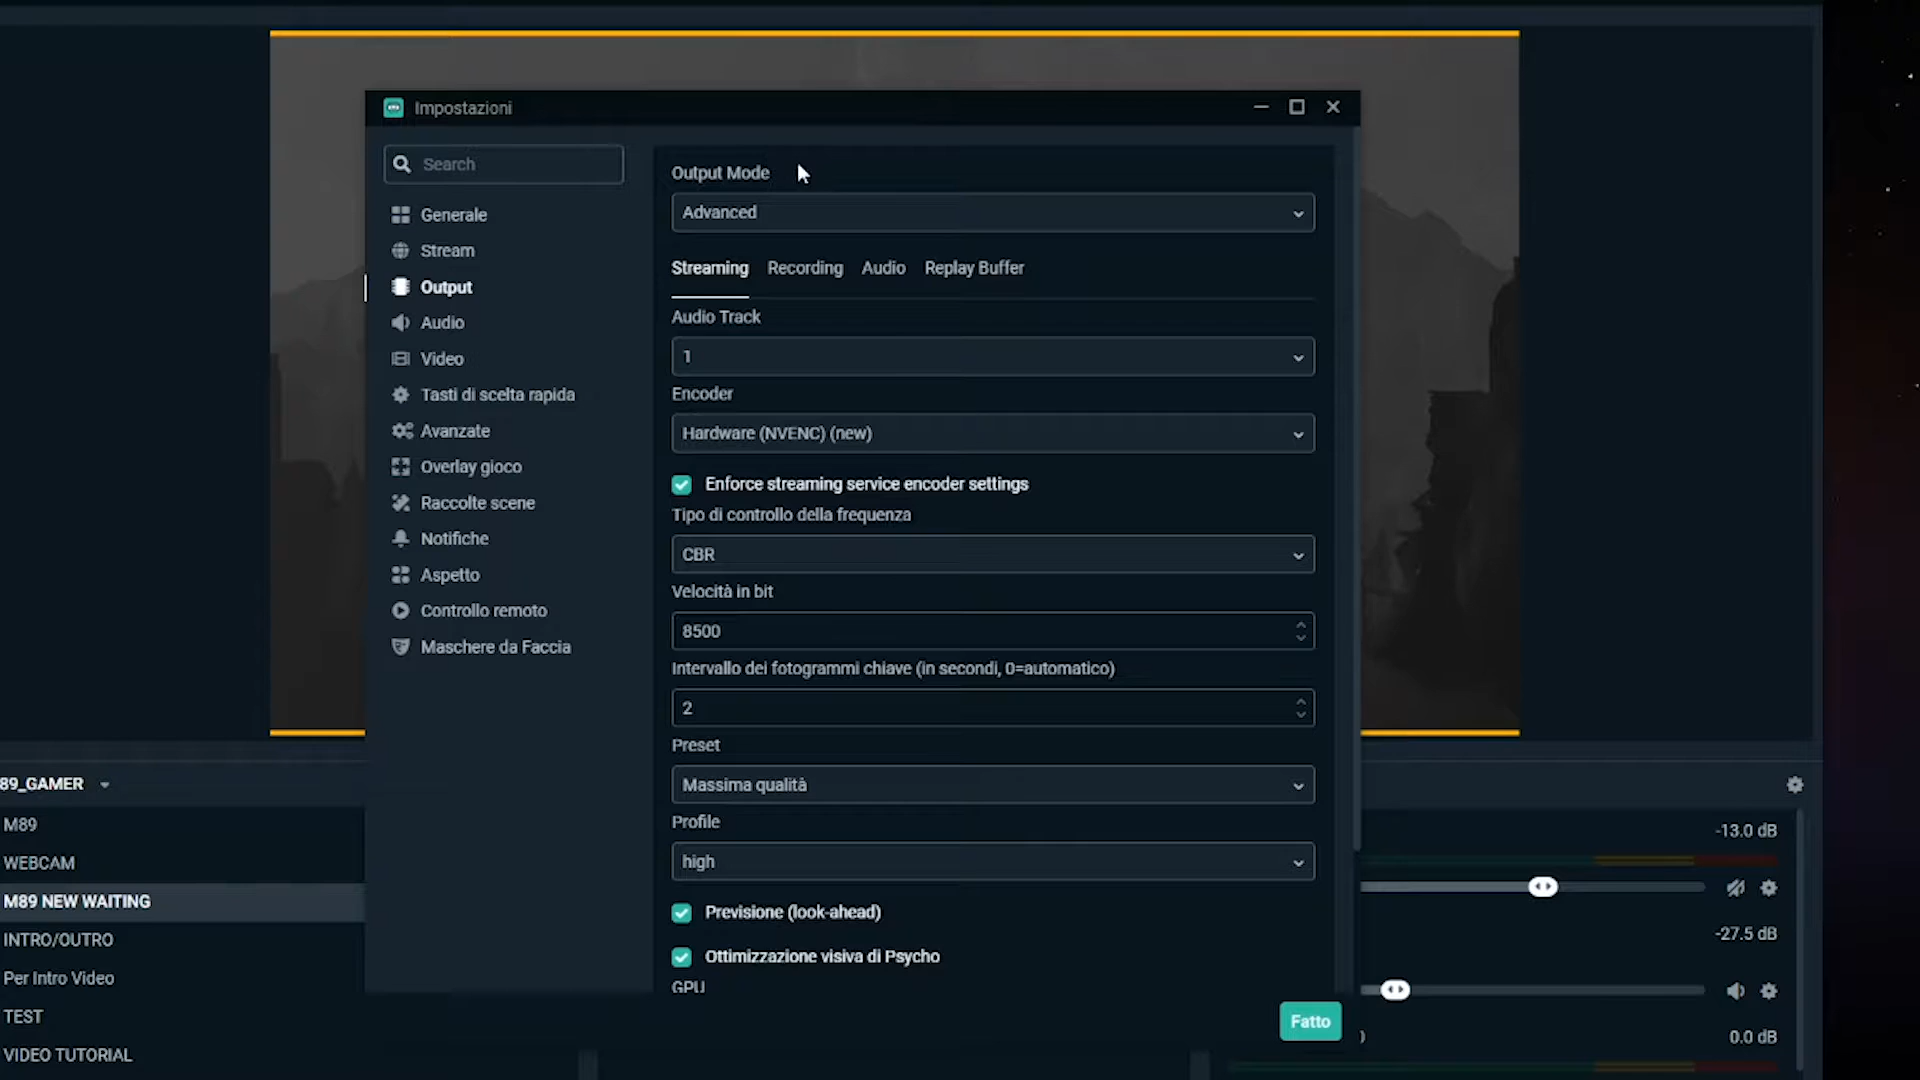 Impostazioni
Search
Generale
Stream
Output
Audio
Video
Tasti di scelta rapida
Avanzate
Overlay gioco
Raccolte scene
Notifiche
Aspetto
Controllo remoto
Maschere da Faccia
Output Mode
Advanced
Streaming Recording Audio Replay Buffer
Audio Track
1
Encoder
Hardware (NVENC) (new)
Enforce streaming service encoder settings
Tipo di controllo della frequenza
CBR
Velocità in bit
8500
Intervallo dei fotogrammi chiave (in secondi, 0=automatico)
2
Preset
Massima qualità
Profile
high
Previsione (look-ahead)
Ottimizzazione visiva di Psycho
GPU
Fatto
89_GAMER
M89
WEBCAM
M89 NEW WAITING
INTRO/OUTRO
Per Intro Video
TEST
VIDEO TUTORIAL
-13.0 dB
-27.5 dB
0.0 dB